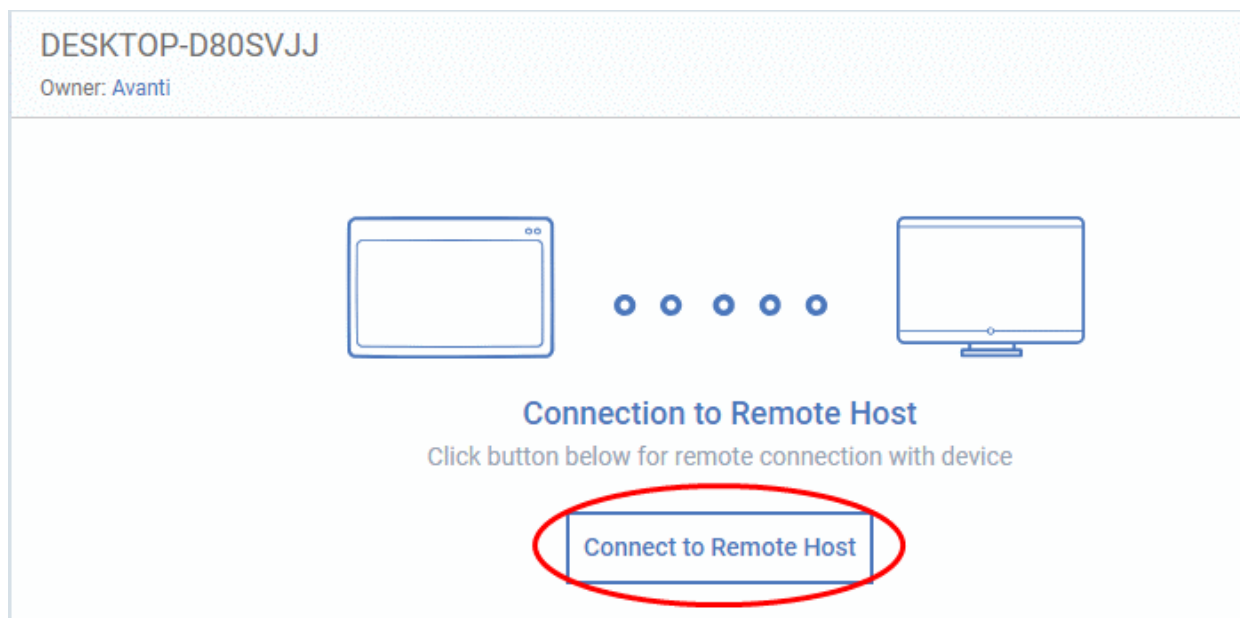 DESKTOP-D80SVJJ
Owner: Avanti
Connection to Remote Host
Click button below for remote connection with device
Connect to Remote Host